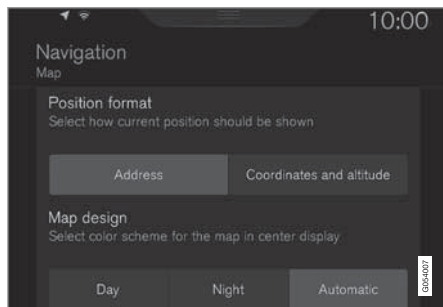 10:00
Navigation
Map
Position format
Select how current position should be shown
Address
Coordinates and altitude
Map design
Select color scheme for the map in center display
Day
Night
Automatic
G054007